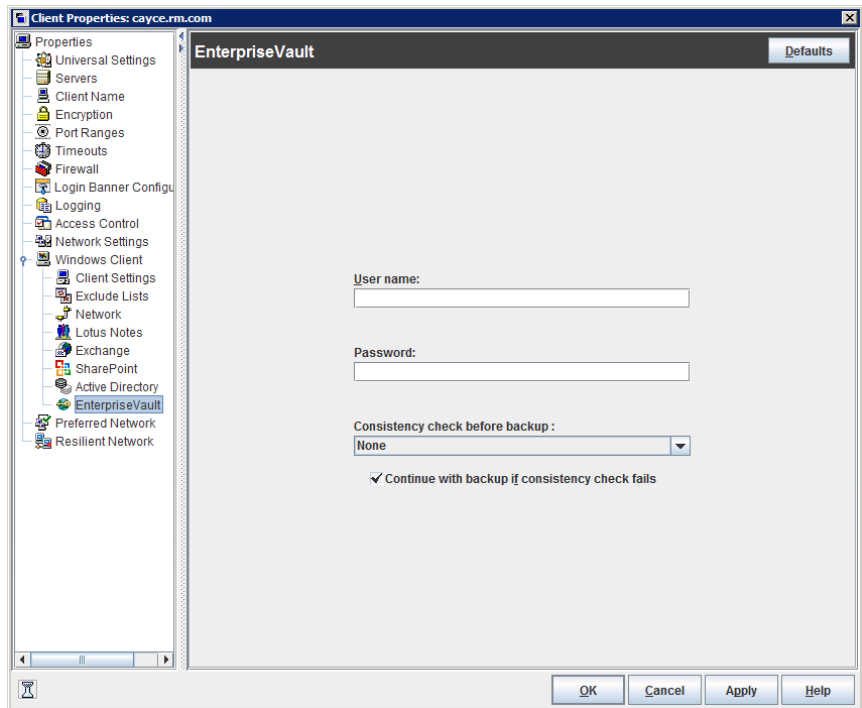 Client Properties: cayce.rm.com
Properties
Universal Settings
Servers
Client Name
Encryption
Port Ranges
Timeouts
Firewall
Login Banner Configu
Logging
Access Control
Network Settings
Windows Client
Client Settings
Exclude Lists
Network
Lotus Notes
Exchange
SharePoint
Active Directory
EnterpriseVault
Preferred Network
Resilient Network
EnterpriseVault
Defaults
User name:
Password:
Consistency check before backup :
None
Continue with backup if consistency check fails
OK
Cancel
Apply
Help